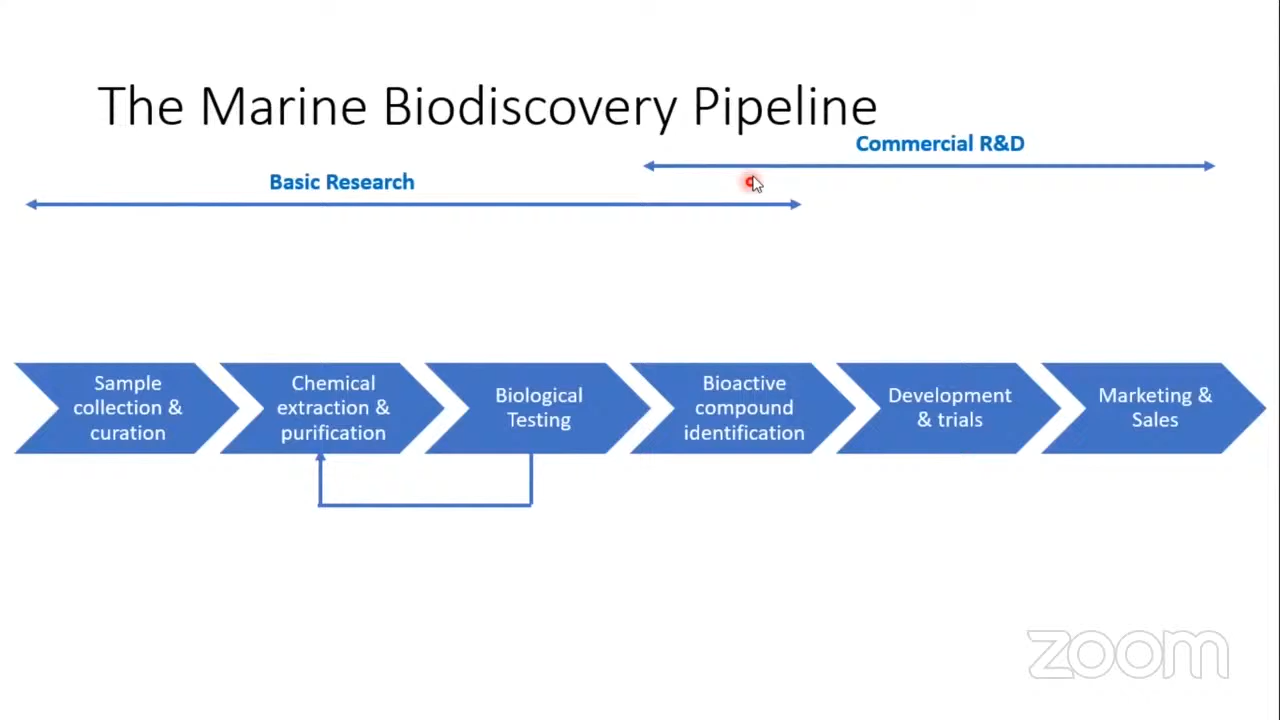 The Marine Biodiscovery Pipeline
Commercial R&D
Basic Research
Sample
collection &
curation
Chemical
extraction &
purification
Biological
Testing
Bioactive
compound
identification
Development
& trials
Marketing &
Sales
zoom